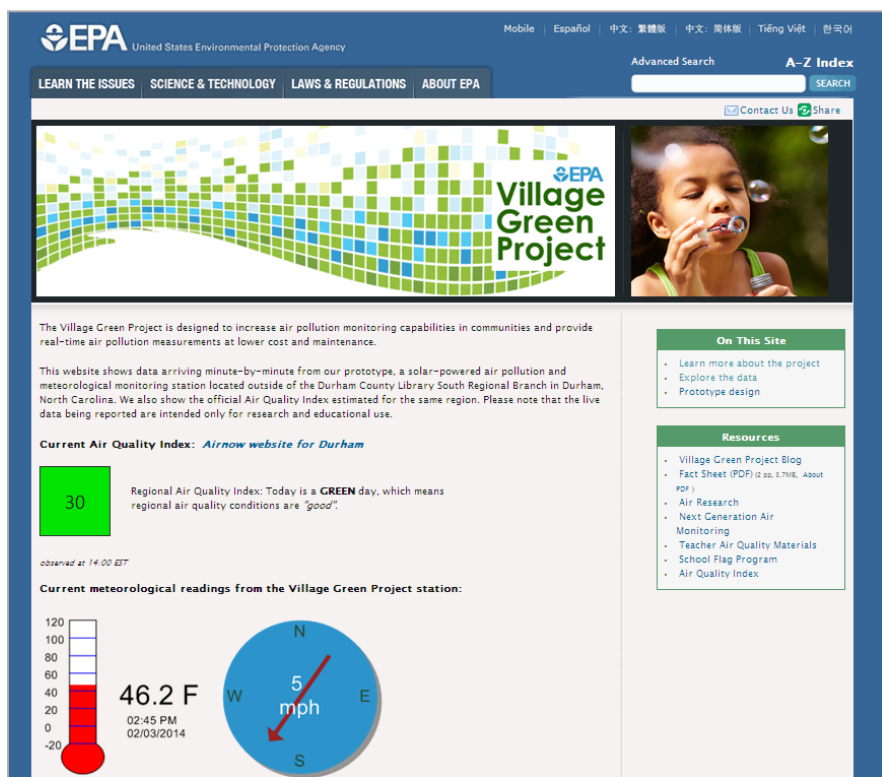 Mobile | Español | 中文: 繁體版 | 中文: 简体版 | Tiếng Việt | 한국어
EPA United States Environmental Protection Agency
Advanced Search A-Z Index
SEARCH
LEARN THE ISSUES SCIENCE & TECHNOLOGY LAWS & REGULATIONS ABOUT EPA
Contact Us Share
EPA
Village
Green
Project
The Village Green Project is designed to increase air pollution monitoring capabilities in communities and provide
real-time air pollution measurements at lower cost and maintenance.
This website shows data arriving minute-by-minute from our prototype, a solar-powered air pollution and
meteorological monitoring station located outside of the Durham County Library South Regional Branch in Durham,
North Carolina. We also show the official Air Quality Index estimated for the same region. Please note that the live
data being reported are intended only for research and educational use.
Current Air Quality Index: Airnow website for Durham
30
Regional Air Quality Index: Today is a GREEN day, which means
regional air quality conditions are "good".
observed at 14:00 EST
Current meteorological readings from the Village Green Project station:
120
100
80
60
40
20
0
-20
46.2 F
02:45 PM
02/03/2014
N
W
5
mph
E
S
On This Site
Learn more about the project
Explore the data
Prototype design
Resources
Village Green Project Blog
Fact Sheet (PDF) (2 pp, 3.7MB, About
PDF )
Air Research
Next Generation Air
Monitoring
Teacher Air Quality Materials
School Flag Program
Air Quality Index